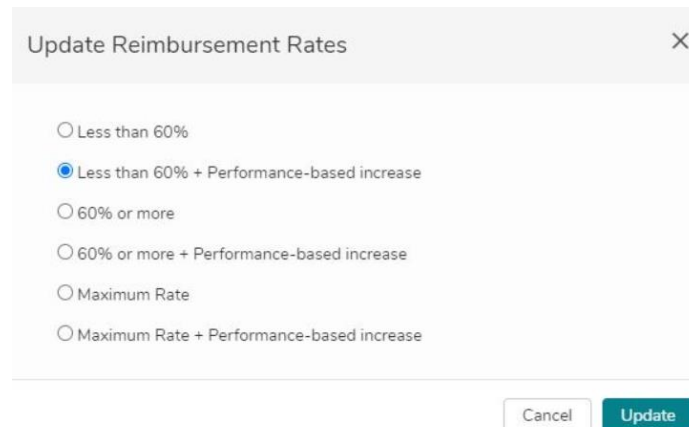 Update Reimbursement Rates
Less than 60%
Less than 60% + Performance-based increase
60% or more
60% or more + Performance-based increase
Maximum Rate
Maximum Rate + Performance-based increase
Cancel Update